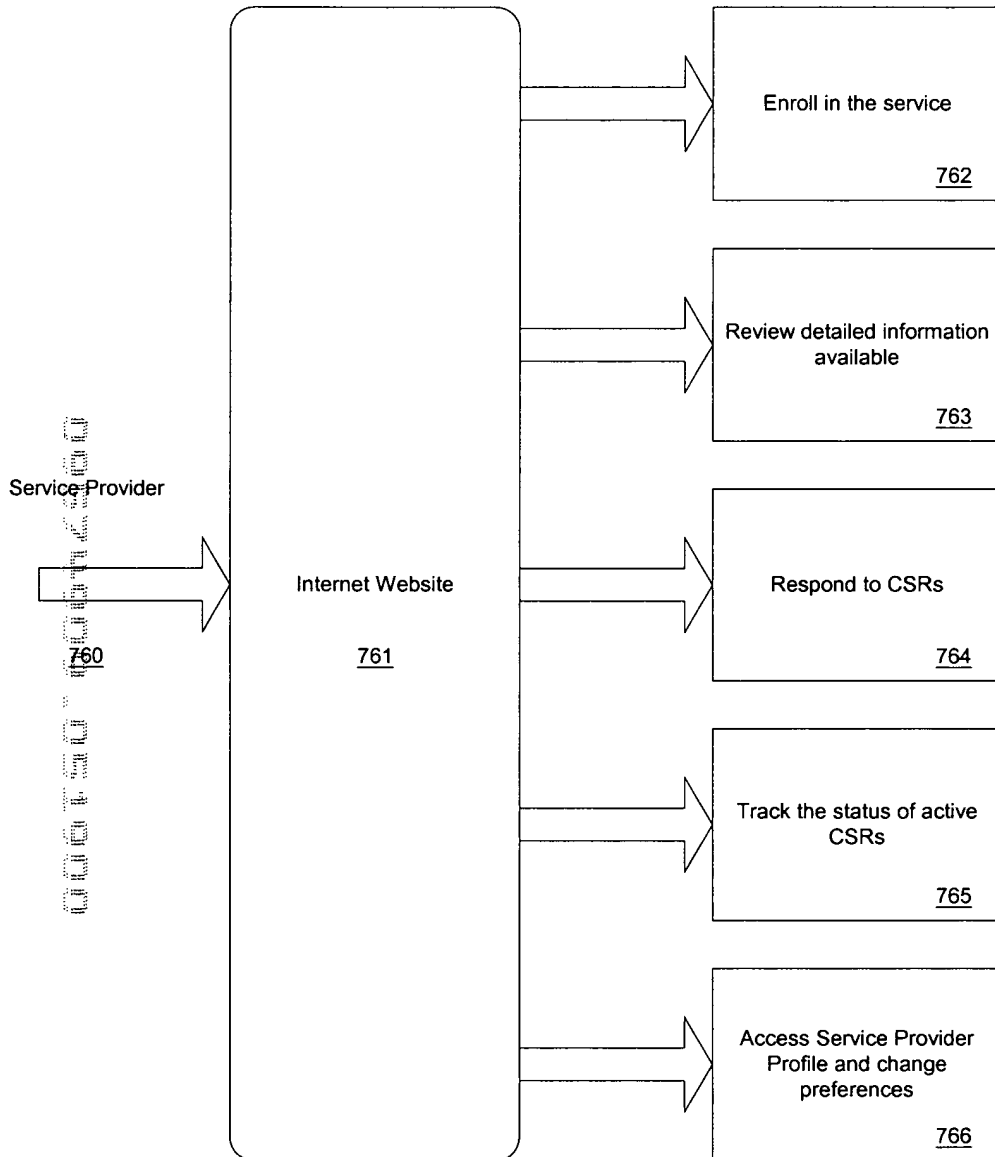 Enroll in the service
762
Review detailed information
available
763
Service Provider
760
Internet Website
761
Respond to CSRs
764
Track the status of active
CSRs
765
Access Service Provider
Profile and change
preferences
766